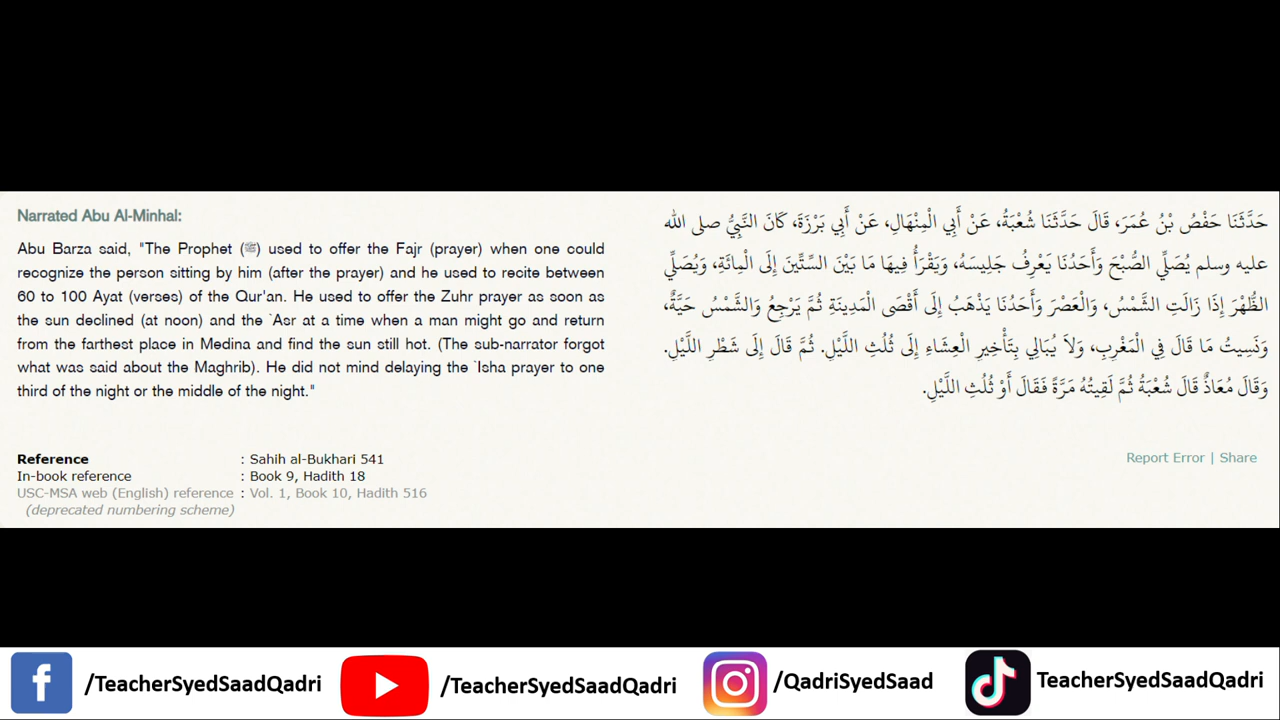 Narrated Abu Al-Minhal:
Abu Barza said, "The Prophet (ﷺ) used to offer the Fajr (prayer) when one could
recognize the person sitting by him (after the prayer) and he used to recite between
60 to 100 Ayat (verses) of the Qur'an. He used to offer the Zuhr prayer as soon as
the sun declined (at noon) and the `Asr at a time when a man might go and return
from the farthest place in Medina and find the sun still hot. (The sub-narrator forgot
what was said about the Maghrib). He did not mind delaying the `Isha prayer to one
third of the night or the middle of the night."
حَدَّثَنَا حَفْصُ بْنُ عُمَرَ، قَالَ حَدَّثَنَا شُعْبَةُ، عَنْ أَبِي الْمِنْهَالِ، عَنْ أَبِي بَرْزَةَ، كَانَ النَّبِيُّ صلى الله
عليه وسلم يُصَلِّي الصُّبْحَ وَأَحَدُنَا يَعْرِفُ جَلِيسَهُ، وَيَقْرَأُ فِيهَا مَا بَيْنَ السِّتِّينَ إِلَى الْمِائَةِ، وَيُصَلِّي
الظُّهْرَ إِذَا زَالَتِ الشَّمْسُ، وَالْعَصْرَ وَأَحَدُنَا يَذْهَبُ إِلَى أَقْصَى الْمَدِينَةِ ثُمَّ يَرْجِعُ وَالشَّمْسُ حَيَّةٌ،
وَنَسِيتُ مَا قَالَ فِي الْمَغْرِبِ، وَلاَ يُبَالِي بِتَأْخِيرِ الْعِشَاءِ إِلَى ثُلُثِ اللَّيْلِ. ثُمَّ قَالَ إِلَى شَطْرِ اللَّيْلِ.
وَقَالَ مُعَاذٌ قَالَ شُعْبَةُ ثُمَّ لَقِيتُهُ مَرَّةً فَقَالَ أَوْ ثُلُثِ اللَّيْلِ.
Reference : Sahih al-Bukhari 541
In-book reference : Book 9, Hadith 18
USC-MSA web (English) reference : Vol. 1, Book 10, Hadith 516
(deprecated numbering scheme)
Report Error | Share
/TeacherSyedSaadQadri
/TeacherSyedSaadQadri
/QadriSyedSaad
TeacherSyedSaadQadri